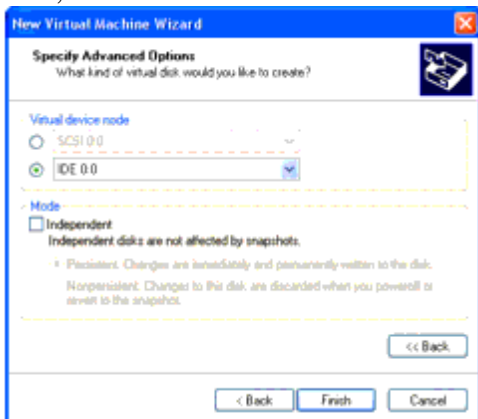 New Virtual Machine Wizard
Specify Advanced Options
What kind of virtual disk would you like to create?
Virtual device node
SCSI 0:0
IDE 0:0
Mode
Independent
Independent disks are not affected by snapshots.
Persistent. Changes are immediately and permanently written to the disk.
Nonpersistent. Changes to this disk are discarded when you poweroff or
revert to the snapshot.
<< Back
< Back Finish Cancel